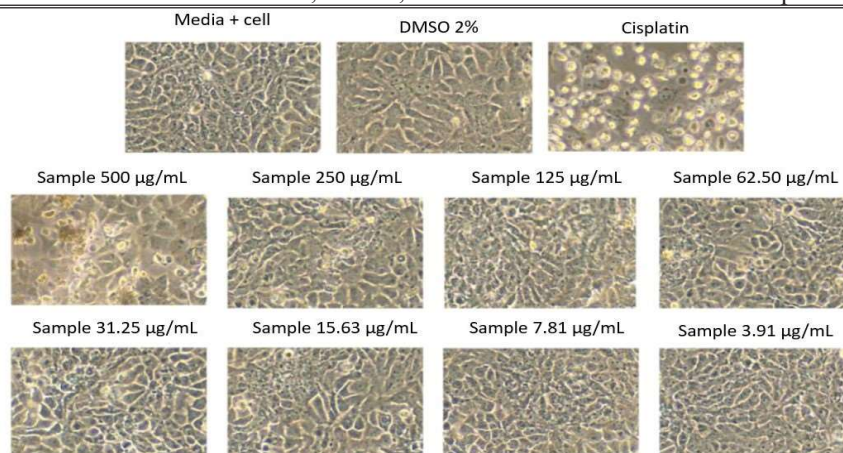 Media + cell
DMSO 2%
Cisplatin
Sample 500 µg/mL
Sample 250 µg/mL
Sample 125 µg/mL
Sample 62.50 µg/mL
Sample 31.25 µg/mL
Sample 15.63 µg/mL
Sample 7.81 µg/mL
Sample 3.91 µg/mL